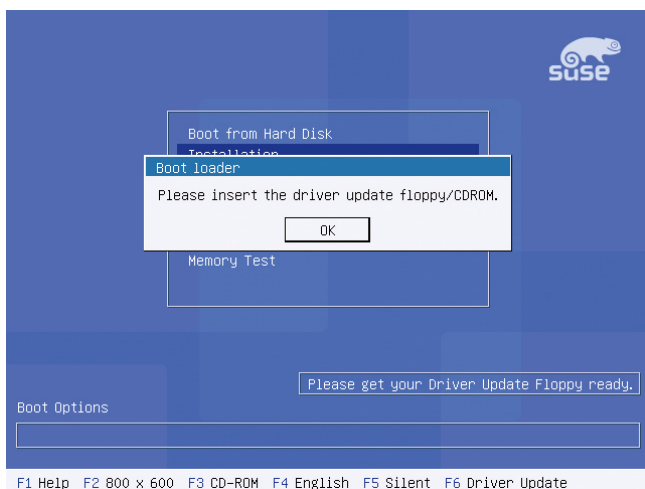 SUSE
Boot from Hard Disk
Installation
Boot loader
Please insert the driver update floppy/CDROM.
OK
Memory Test
Please get your Driver Update Floppy ready.
Boot Options
F1 Help F2 800 x 600 F3 CD-ROM F4 English F5 Silent F6 Driver Update